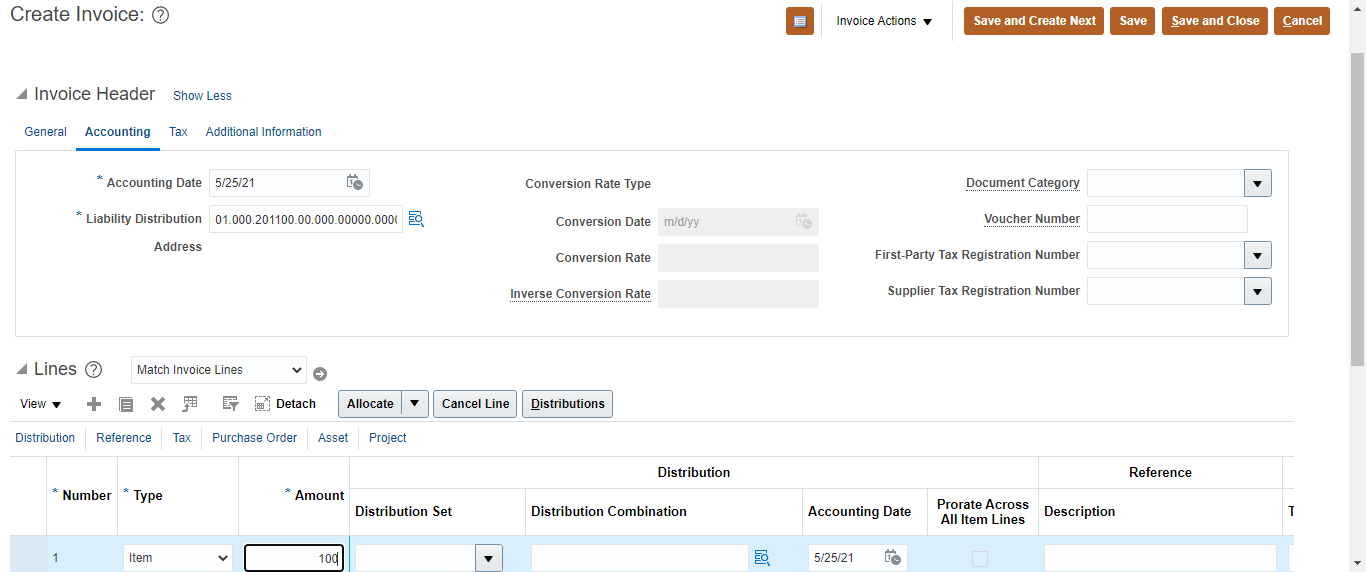 Create Invoice: ?
Invoice Actions
Save and Create Next
Save
Save and Close
Cancel
Invoice Header Show Less
General Accounting Tax Additional Information
* Accounting Date 5/25/21
Conversion Rate Type
Document Category
* Liability Distribution 01.000.201100.00.000.00000.000(
Conversion Date m/d/yy
Voucher Number
Address
Conversion Rate
First-Party Tax Registration Number
Inverse Conversion Rate
Supplier Tax Registration Number
Lines ? Match Invoice Lines
View Detach Allocate Cancel Line Distributions
Distribution Reference Tax Purchase Order Asset Project
Distribution Reference
* Number * Type * Amount
Distribution Set Distribution Combination Accounting Date Prorate Across
All Item Lines
Description T
1 Item 100 5/25/21